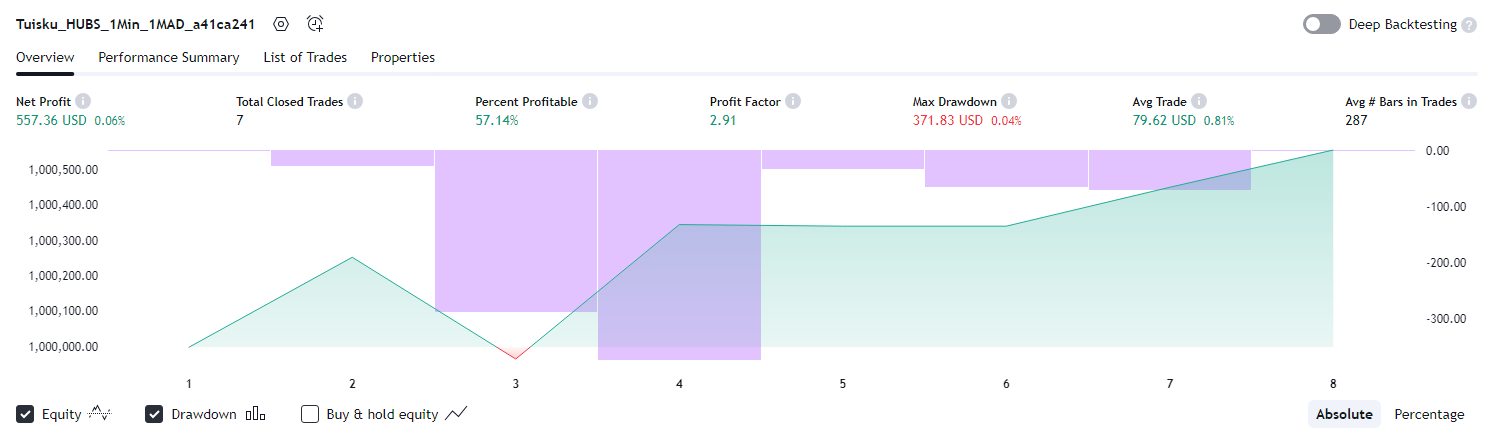 Tuisku_HUBS_1Min_1MAD_a41ca241
Deep Backtesting
Overview Performance Summary List of Trades Properties
Net Profit Total Closed Trades Percent Profitable Profit Factor Max Drawdown Avg Trade Avg # Bars in Trades
557.36 USD 0.06% 7 57.14% 2.91 371.83 USD 0.04% 79.62 USD 0.81% 287
0.00
1,000,500.00
1,000,400.00 -100.00
1,000,300.00
-200.00
1,000,200.00
1,000,100.00
-300.00
1,000,000.00
1 2 3 4 5 6 7 8
Equity Drawdown Buy & hold equity Absolute Percentage